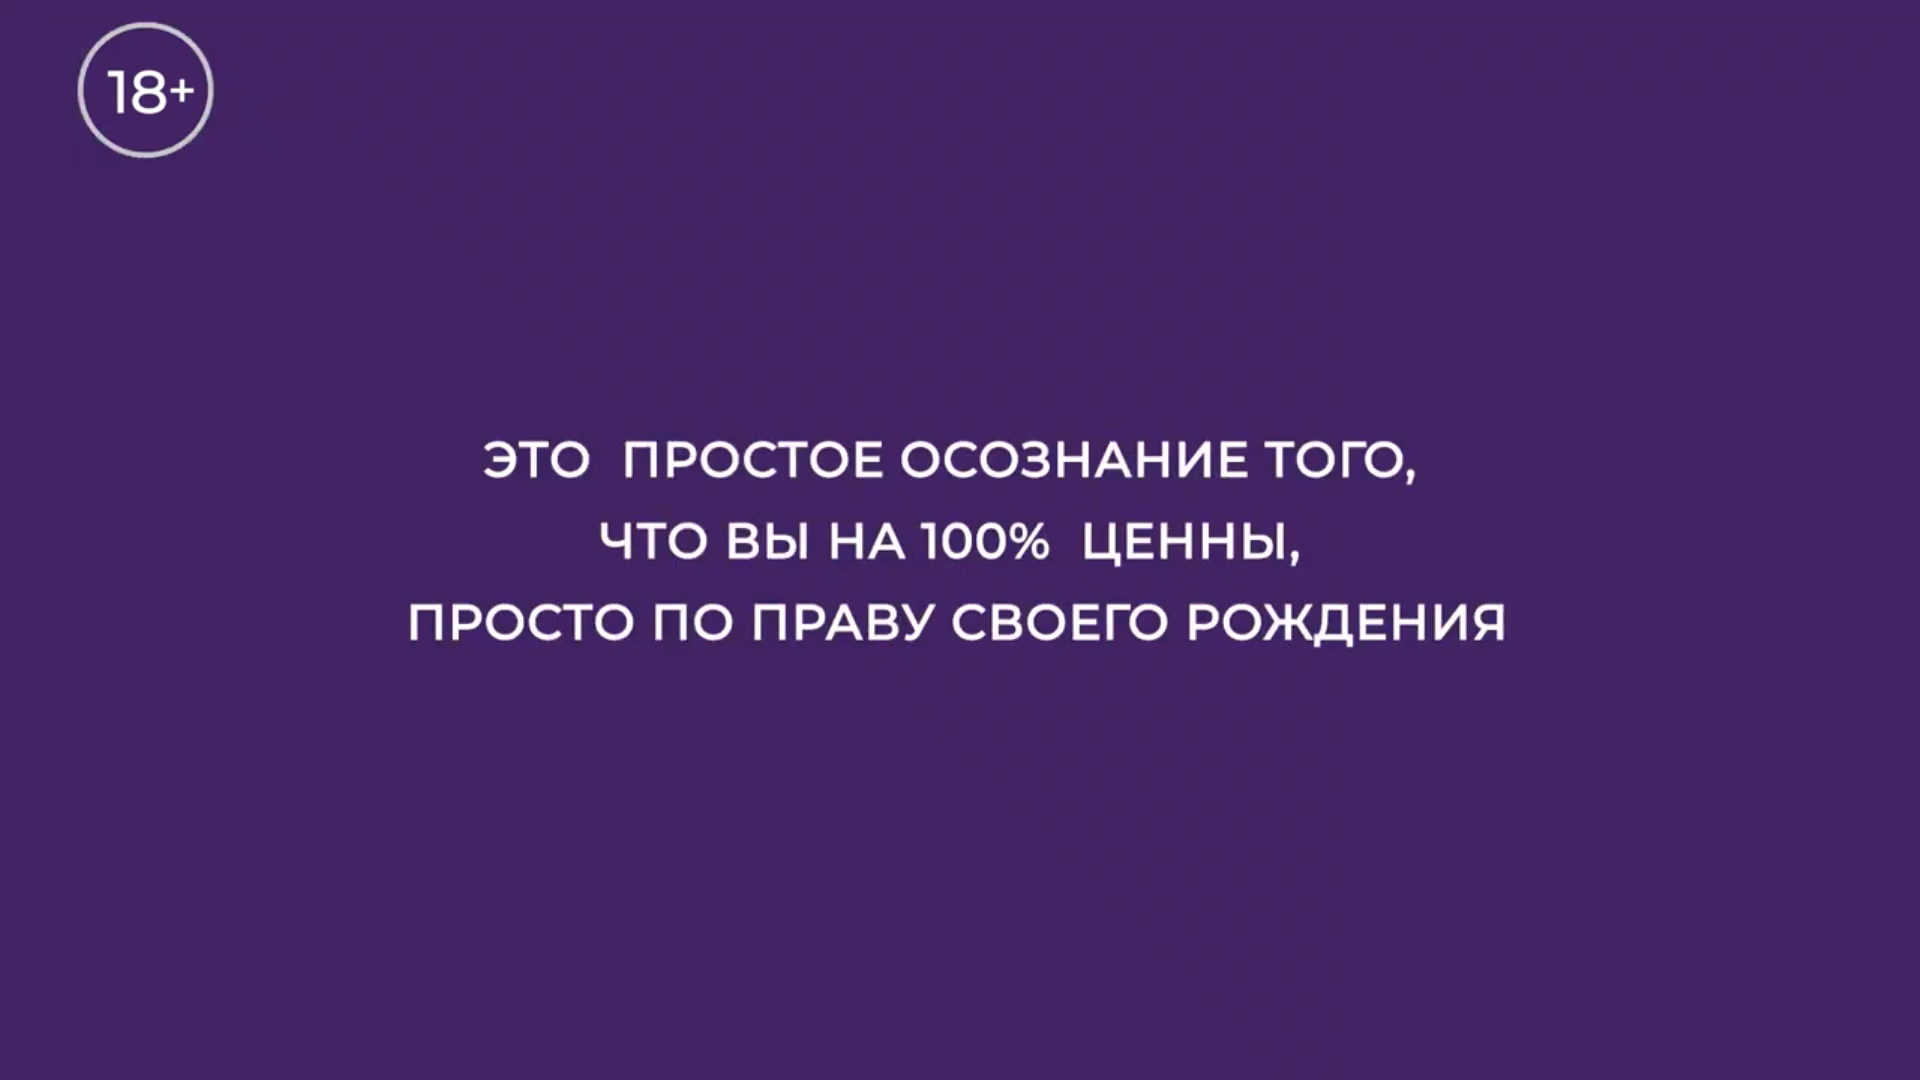 18+
ЭТО ПРОСТОЕ ОСОЗНАНИЕ ТОГО,
ЧТО ВЫ НА 100% ЦЕННЫ,
ПРОСТО ПО ПРАВУ СВОЕГО РОЖДЕНИЯ